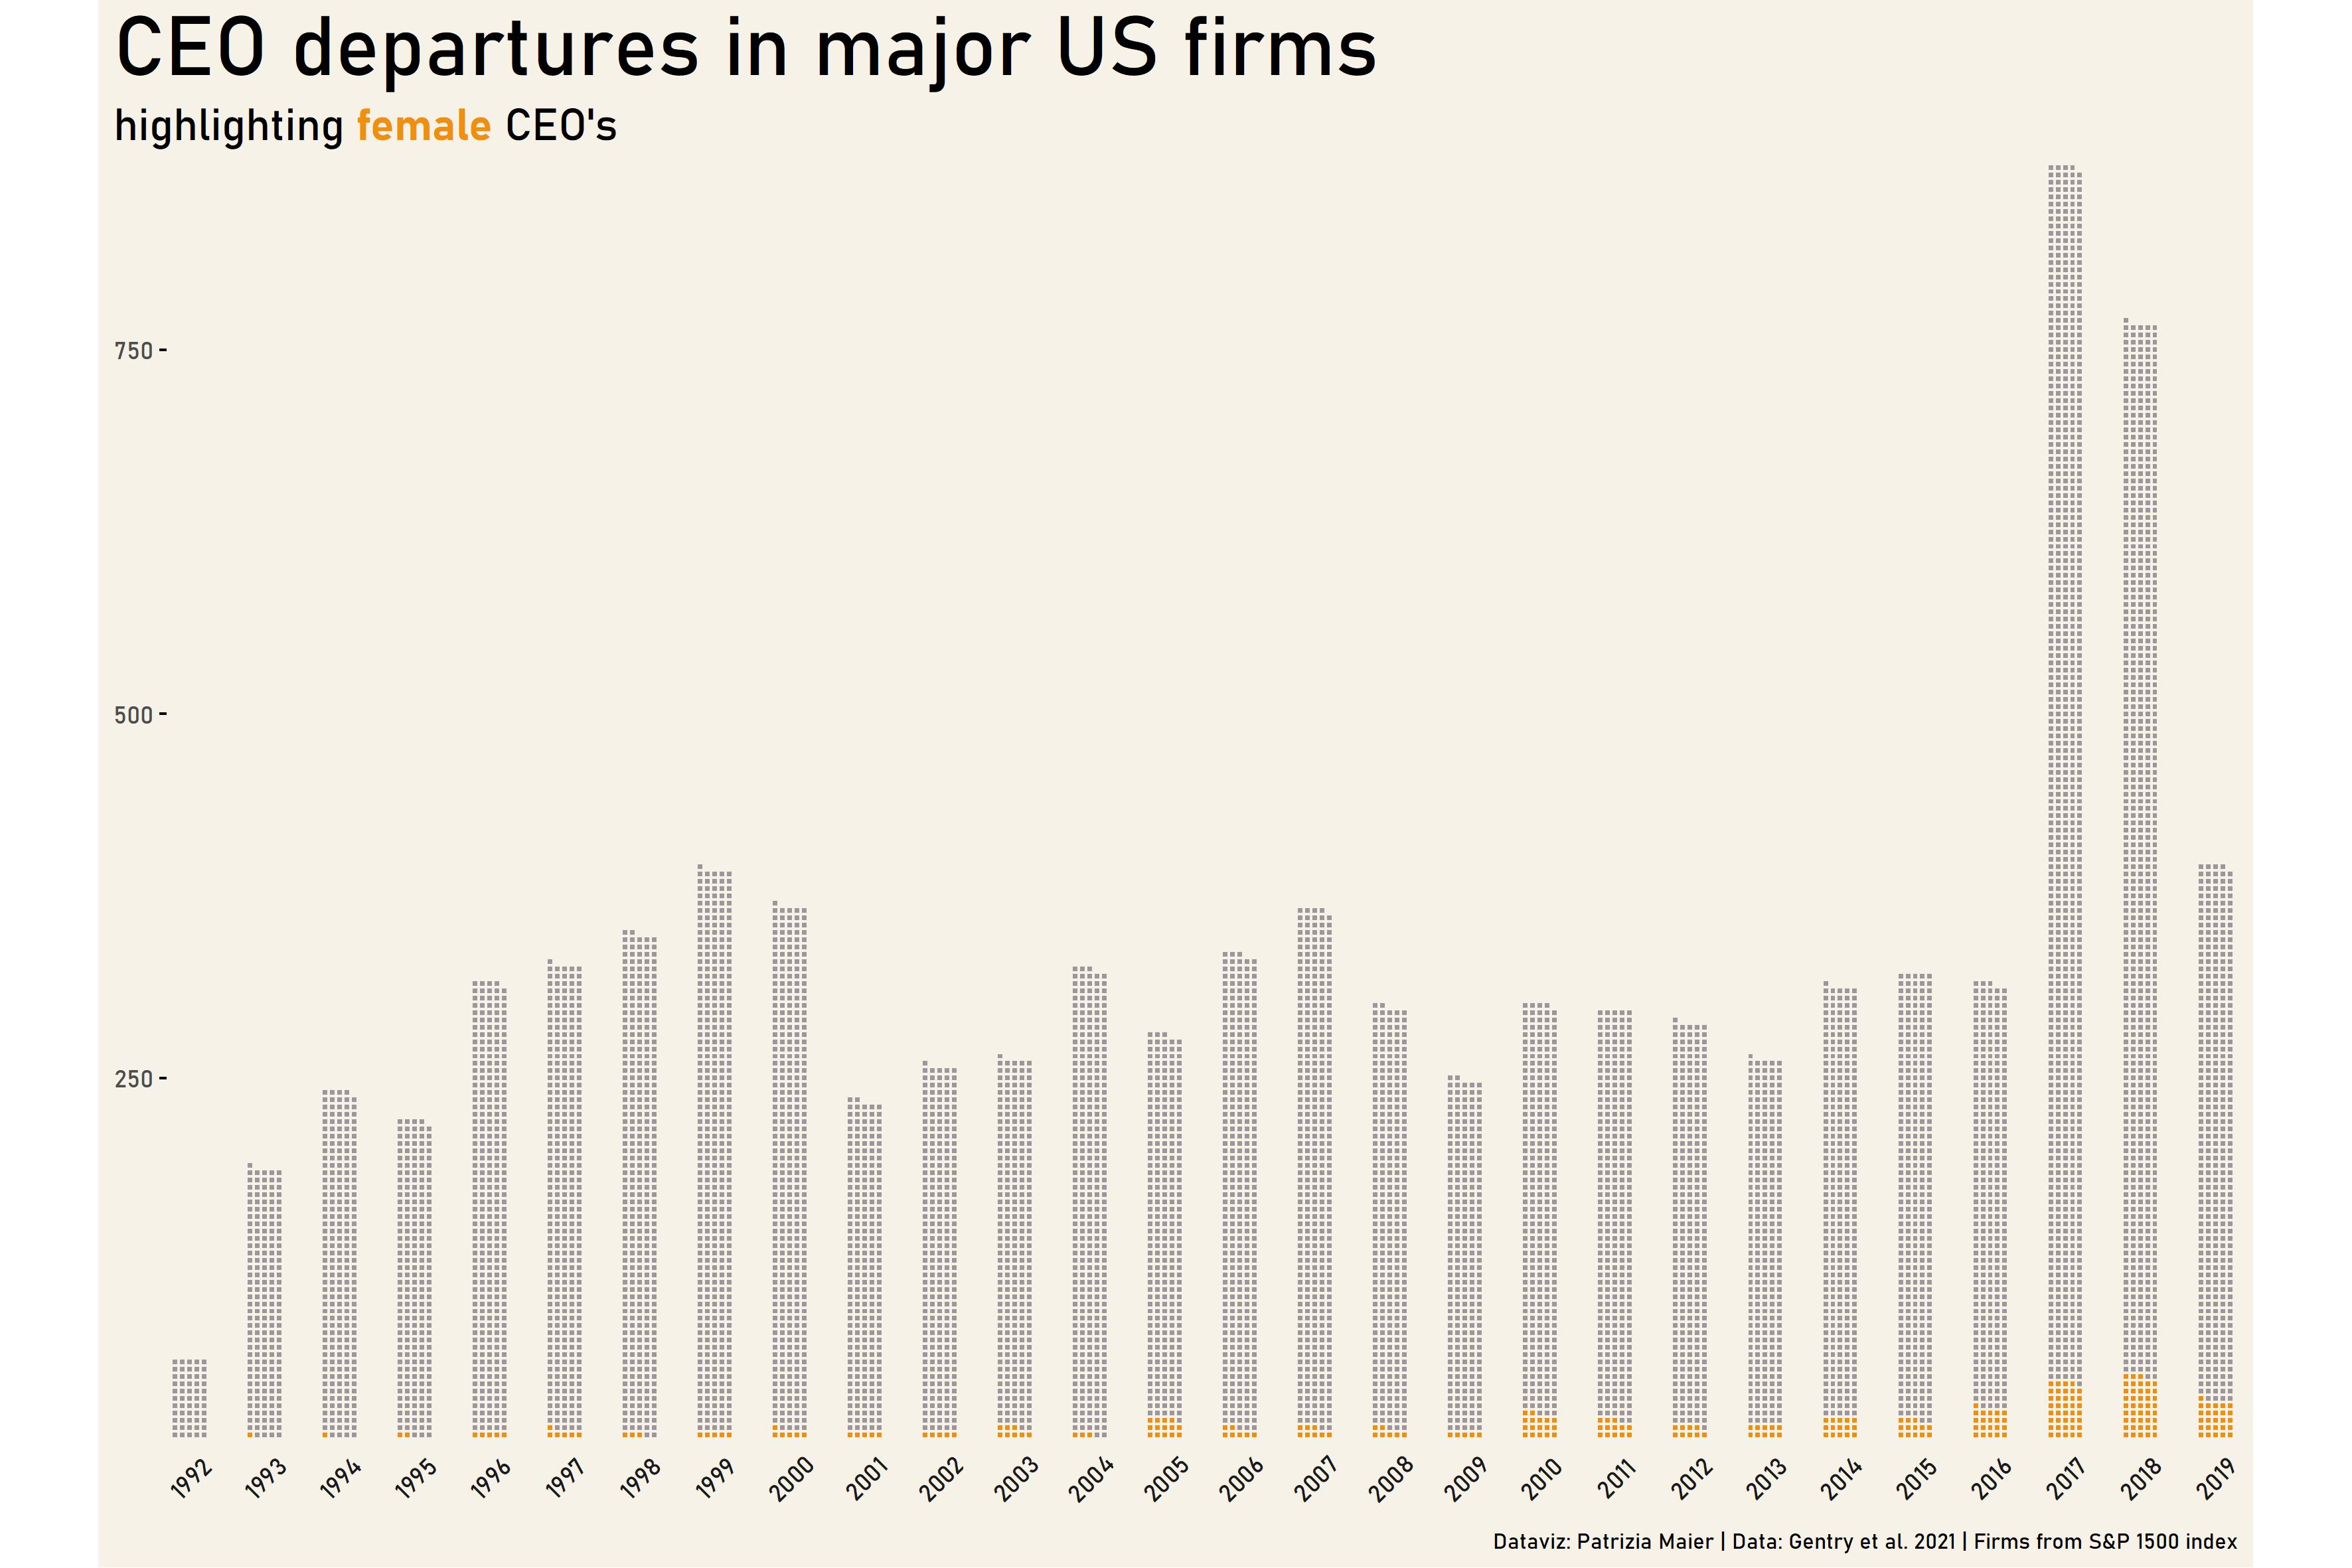 CEO departures in major US firms
highlighting female CEO's
750
500
250
1992 1993 1994 1995 1996 1997 1998 1999 2000 2001 2002 2003 2004 2005 2006 2007 2008 2009 2010 2011 2012 2013 2014 2015 2016 2017 2018 2019
Dataviz: Patrizia Maier | Data: Gentry et al. 2021 | Firms from S&P 1500 index